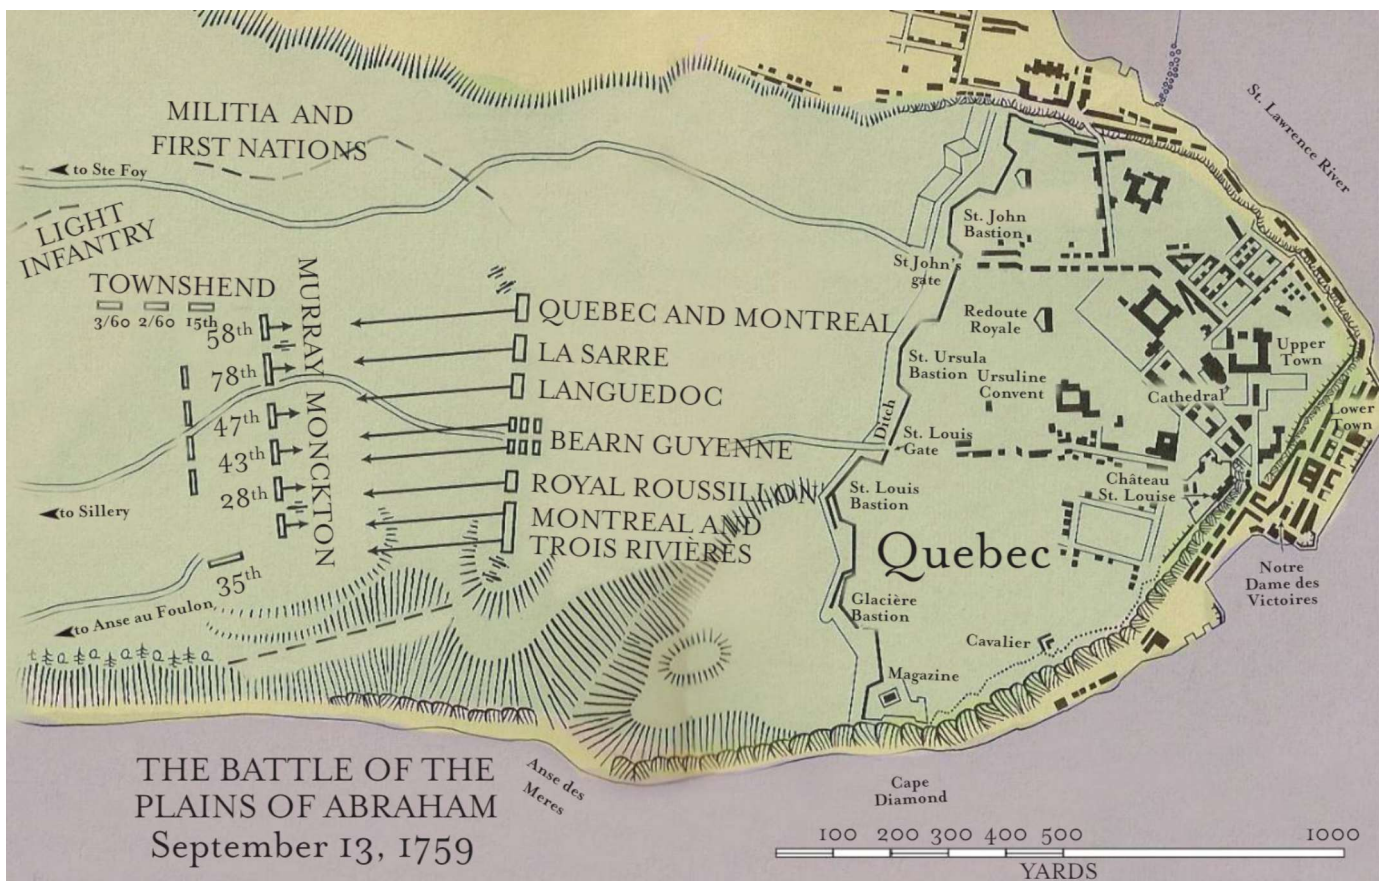 MILITIA AND
FIRST NATIONS
to Ste Foy
LIGHT
INFANTRY
TOWNSHEND
3/60 2/60 15th
58th
78th
47th
43th
28th
35th
MURRAY MONCKTON
to Sillery
to Anse au Foulon
QUEBEC AND MONTREAL
LA SARRE
LANGUEDOC
BEARN GUYENNE
ROYAL ROUSSILLON
MONTREAL AND
TROIS RIVIÈRES
St. Lawrence River
St. John
Bastion
St John's
gate
Redoute
Royale
St. Ursula
Bastion
Ursuline
Convent
Upper
Town
Cathedral
Lower
Town
Ditch
St. Louis
Gate
Château
St. Louise
St. Louis
Bastion
Quebec
Notre
Dame des
Victoires
Glacière
Bastion
Cavalier
Magazine
THE BATTLE OF THE
PLAINS OF ABRAHAM
September 13, 1759
Anse des
Meres
Cape
Diamond
100 200 300 400 500 1000
YARDS